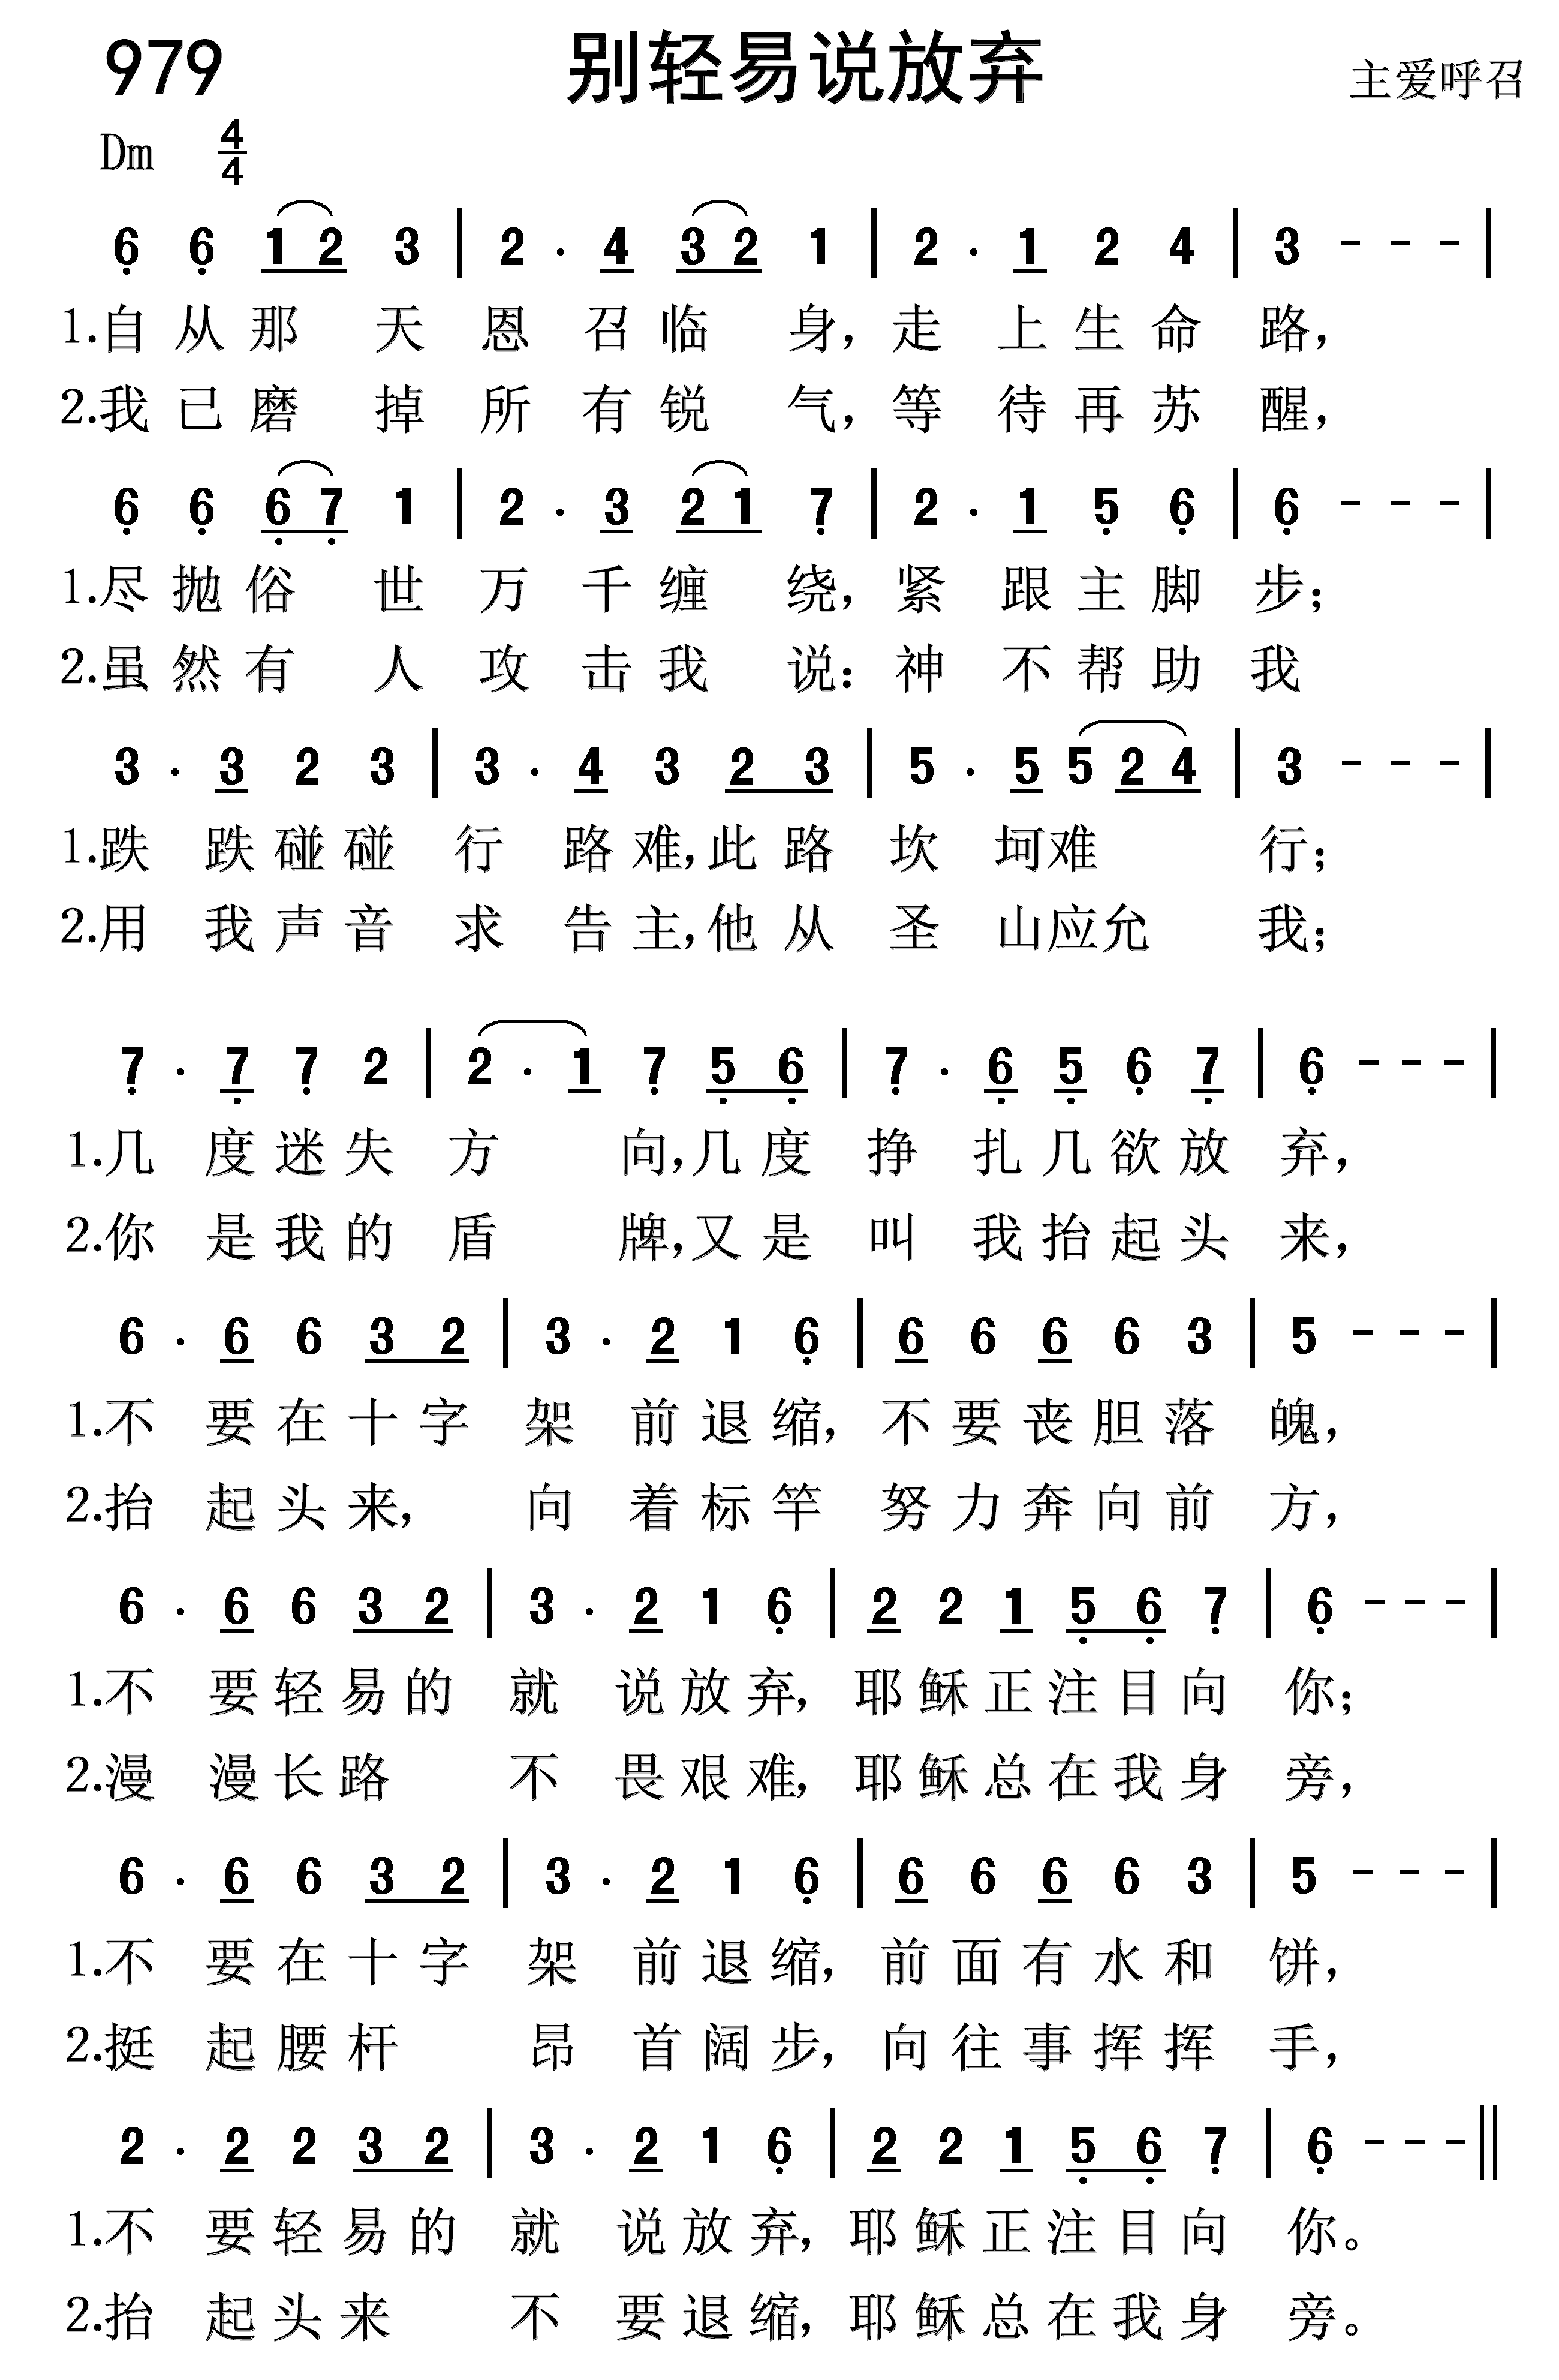 979 别轻易说放弃 主爱呼召
Dm 4/4
6̣ 6̣ 1 2 3 | 2 · 4 3 2 1 | 2 · 1 2 4 | 3 - - - |
1.自从那天恩召临身，走上生命路，
2.我已磨掉所有锐气，等待再苏醒，
6̣ 6̣ 6̣ 7̣ 1 | 2 · 3 2 1 7̣ | 2 · 1 5̣ 6̣ | 6̣ - - - |
1.尽抛俗世万千缠绕，紧跟主脚步；
2.虽然有人攻击我说：神不帮助我
3 · 3 2 3 | 3 · 4 3 2 3 | 5 · 5 5 2 4 | 3 - - - |
1.跌跌碰碰行路难，此路坎坷难行；
2.用我声音求告主，他从圣山应允我；
7̣ · 7̣ 7̣ 2 | 2 · 1 7̣ 5̣ 6̣ | 7̣ · 6̣ 5̣ 6̣ 7̣ | 6̣ - - - |
1.几度迷失方向，几度挣扎几欲放弃，
2.你是我的盾牌，又是叫我抬起头来，
6 · 6 6 3 2 | 3 · 2 1 6̣ | 6 6 6 6 3 | 5 - - - |
1.不要在十字架前退缩，不要丧胆落魄，
2.抬起头来，向着标竿努力奔向前方，
6 · 6 6 3 2 | 3 · 2 1 6̣ | 2 2 1 5̣ 6̣ 7̣ | 6̣ - - - |
1.不要轻易的就说放弃，耶稣正注目向你；
2.漫漫长路不畏艰难，耶稣总在我身旁，
6 · 6 6 3 2 | 3 · 2 1 6̣ | 6 6 6 6 3 | 5 - - - |
1.不要在十字架前退缩，前面有水和饼，
2.挺起腰杆昂首阔步，向往事挥挥手，
2 · 2 2 3 2 | 3 · 2 1 6̣ | 2 2 1 5̣ 6̣ 7̣ | 6̣ - - - ||
1.不要轻易的就说放弃，耶稣正注目向你。
2.抬起头来不要退缩，耶稣总在我身旁。